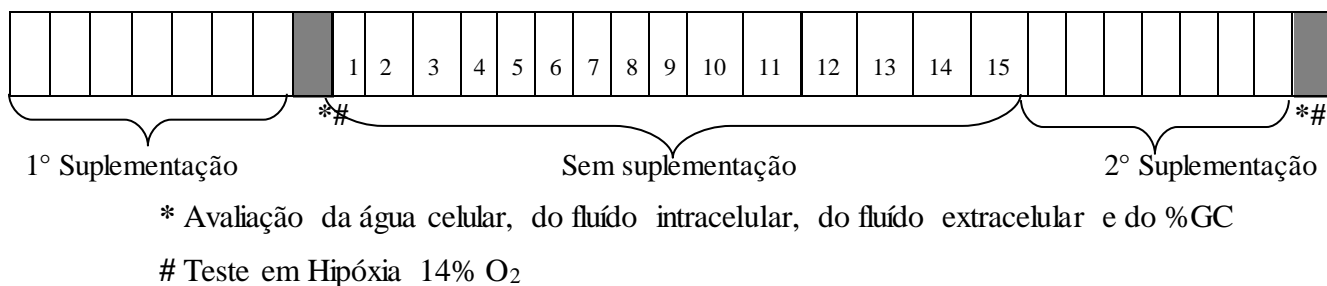 1 2 3 4 5 6 7 8 9 10 11 12 13 14 15
*# *#
1° Suplementação Sem suplementação 2° Suplementação
* Avaliação da água celular, do fluído intracelular, do fluído extracelular e do %GC
# Teste em Hipóxia 14% O₂